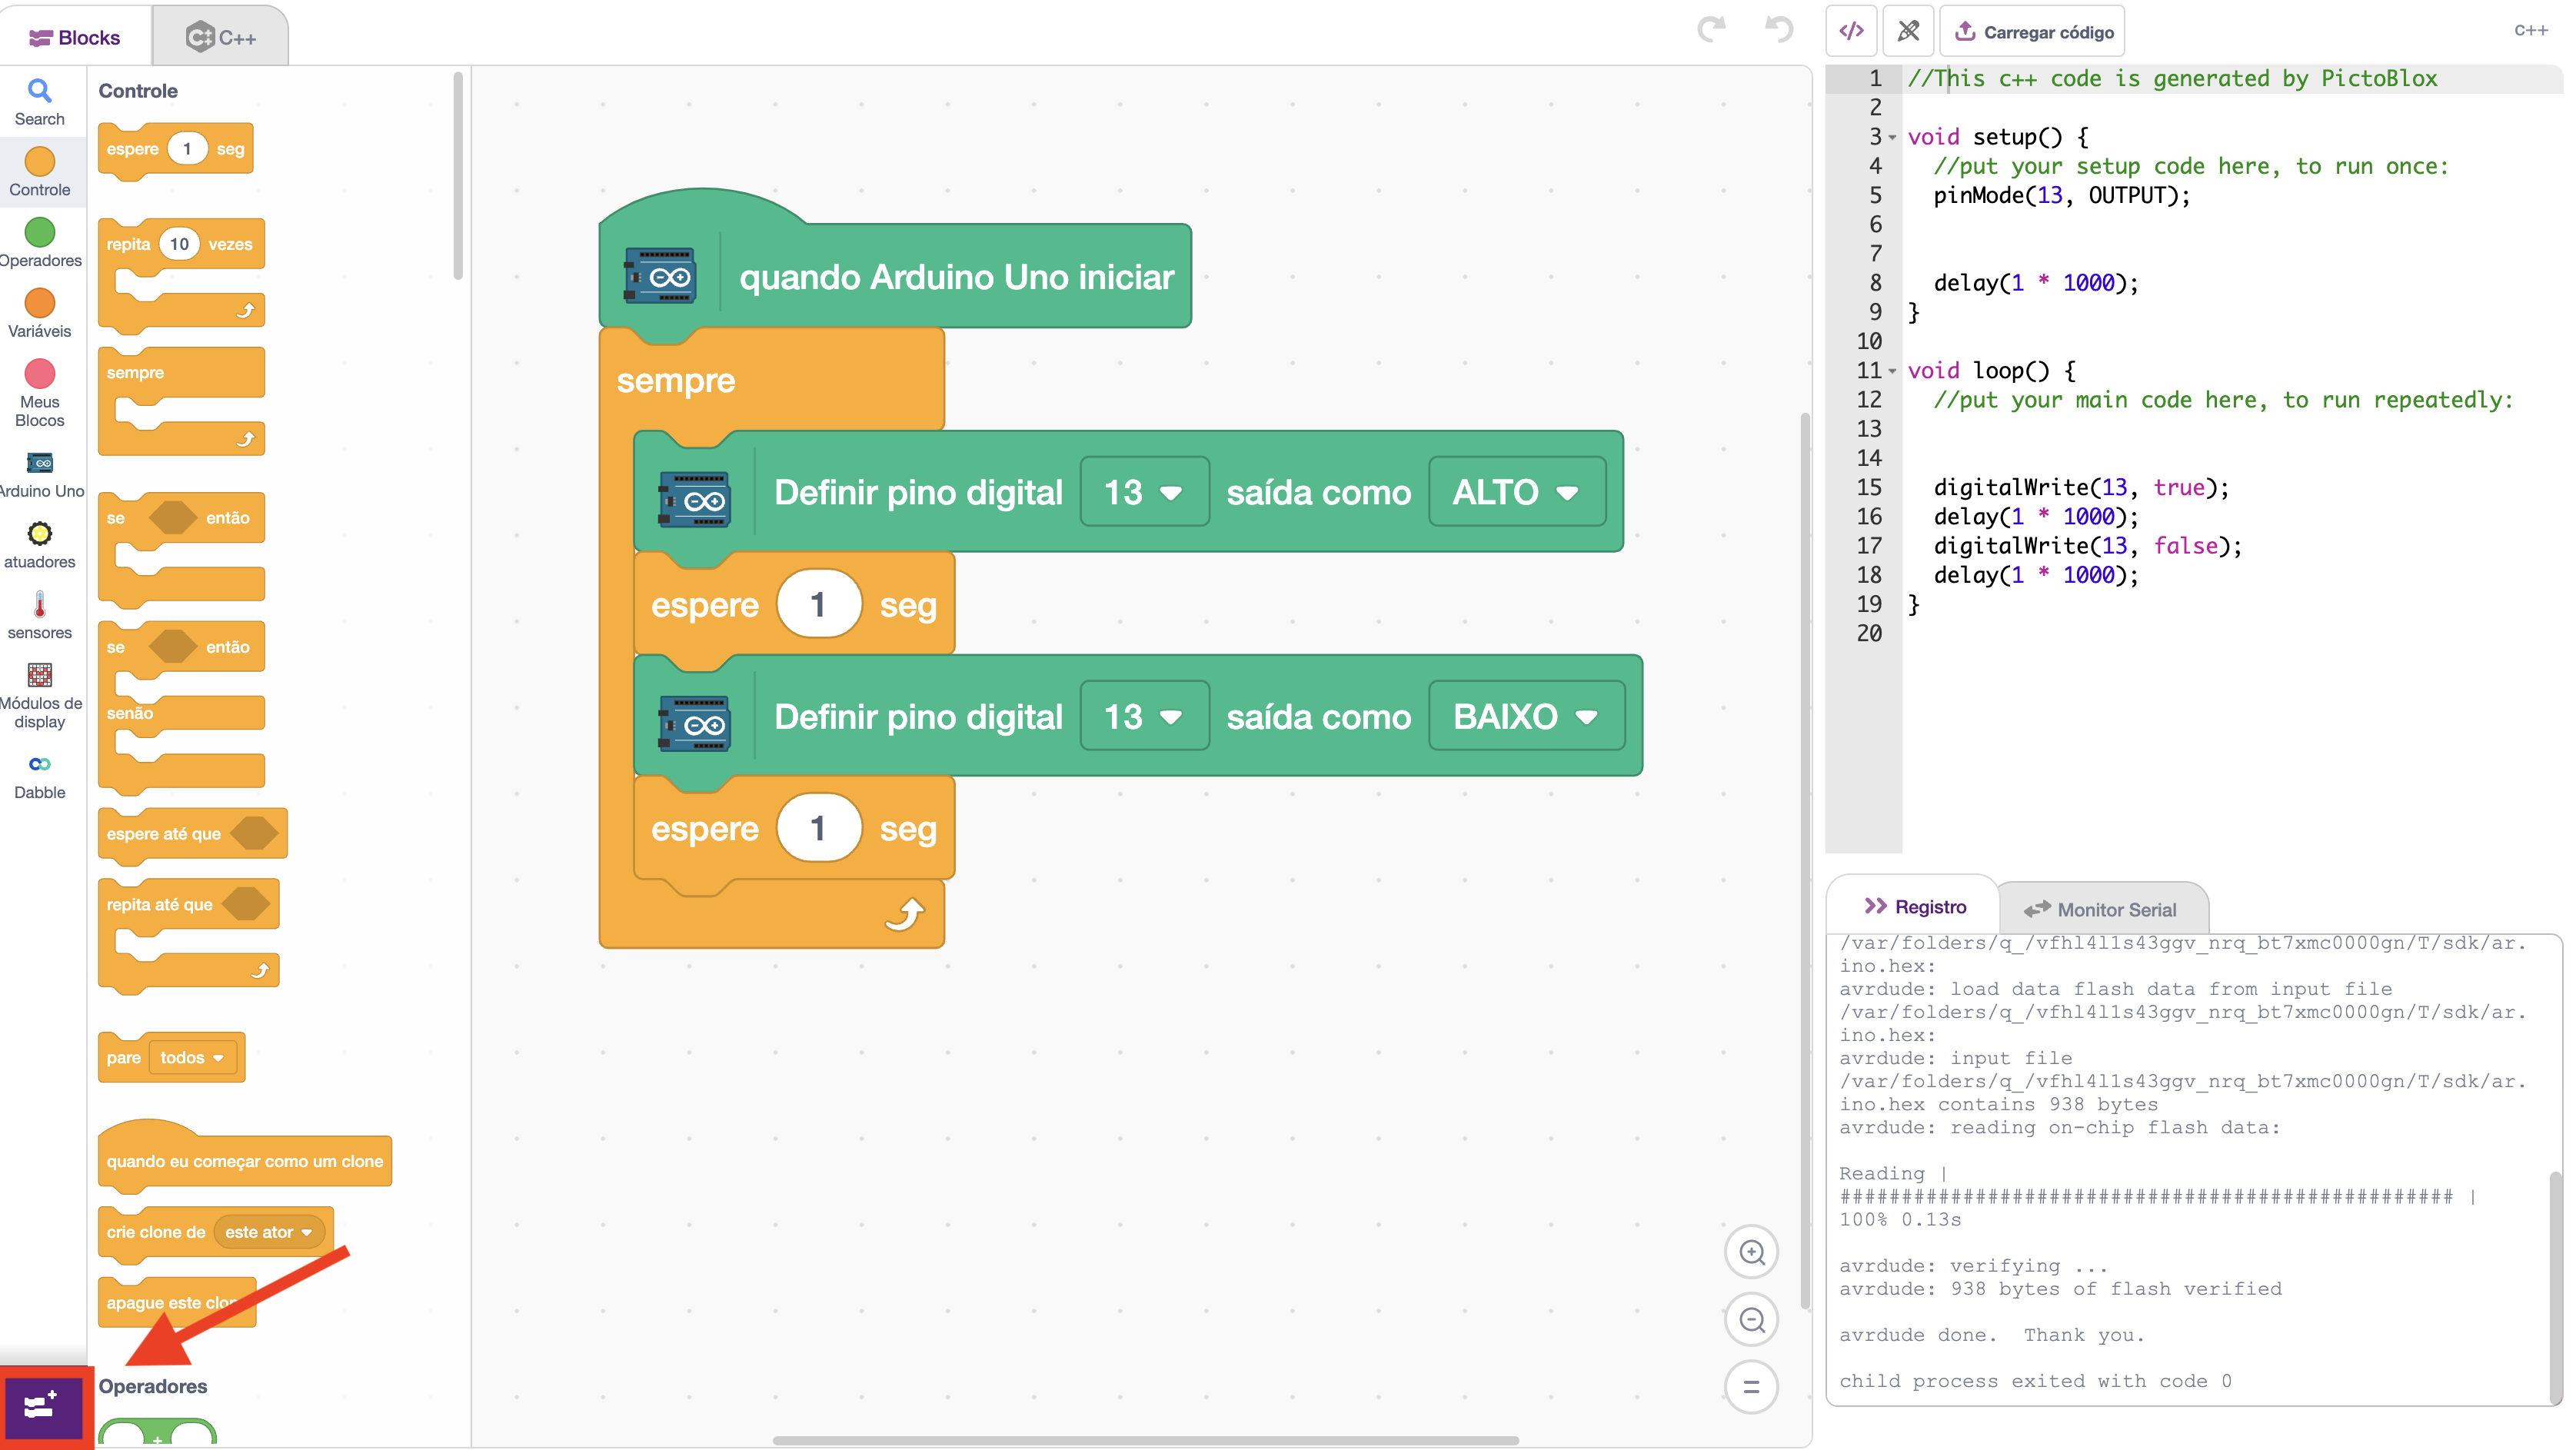 Blocks
C++
Carregar código
C++
Search
Controle
Operadores
Variáveis
Meus
Blocos
Arduino Uno
atuadores
sensores
Módulos de
display
Dabble
Controle
espere 1 seg
repita 10 vezes
sempre
se então
se então
senão
espere até que
repita até que
pare todos
quando eu começar como um clone
crie clone de este ator
apague este clon
Operadores
+
quando Arduino Uno iniciar
sempre
Definir pino digital 13 saída como ALTO
espere 1 seg
Definir pino digital 13 saída como BAIXO
espere 1 seg
1 //This c++ code is generated by PictoBlox
2
3 void setup() {
4 //put your setup code here, to run once:
5 pinMode(13, OUTPUT);
6
7
8 delay(1 * 1000);
9 }
10
11 void loop() {
12 //put your main code here, to run repeatedly:
13
14
15 digitalWrite(13, true);
16 delay(1 * 1000);
17 digitalWrite(13, false);
18 delay(1 * 1000);
19 }
20
Registro
Monitor Serial
/var/folders/q_/vfhl4l1s43ggv_nrq_bt7xmc0000gn/T/sdk/ar.
ino.hex:
avrdude: load data flash data from input file
/var/folders/q_/vfhl4l1s43ggv_nrq_bt7xmc0000gn/T/sdk/ar.
ino.hex:
avrdude: input file
/var/folders/q_/vfhl4l1s43ggv_nrq_bt7xmc0000gn/T/sdk/ar.
ino.hex contains 938 bytes
avrdude: reading on-chip flash data:
Reading |
################################################## |
100% 0.13s
avrdude: verifying ...
avrdude: 938 bytes of flash verified
avrdude done.  Thank you.
child process exited with code 0